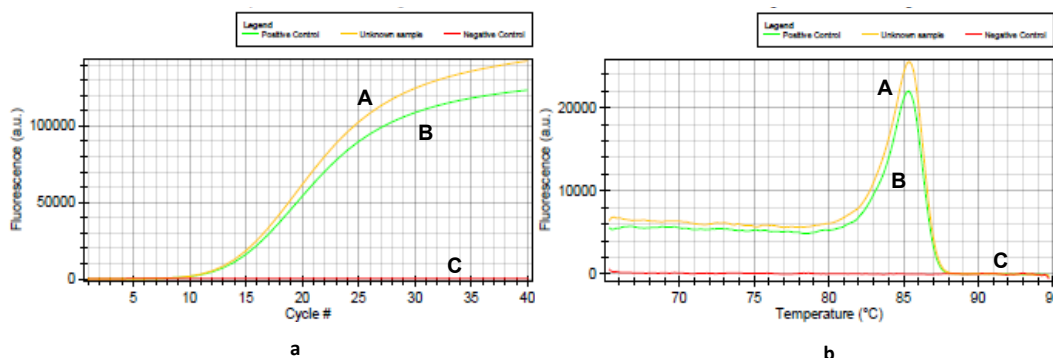 Legend
Positive Control Unknown sample Negative Control
Fluorescence (a.u.)
100000
50000
0
A
B
C
5 10 15 20 25 30 35 40
Cycle #
a
Legend
Positive Control Unknown sample Negative Control
Fluorescence (a.u.)
20000
10000
0
A
B
C
70 75 80 85 90
Temperature (ºC)
b